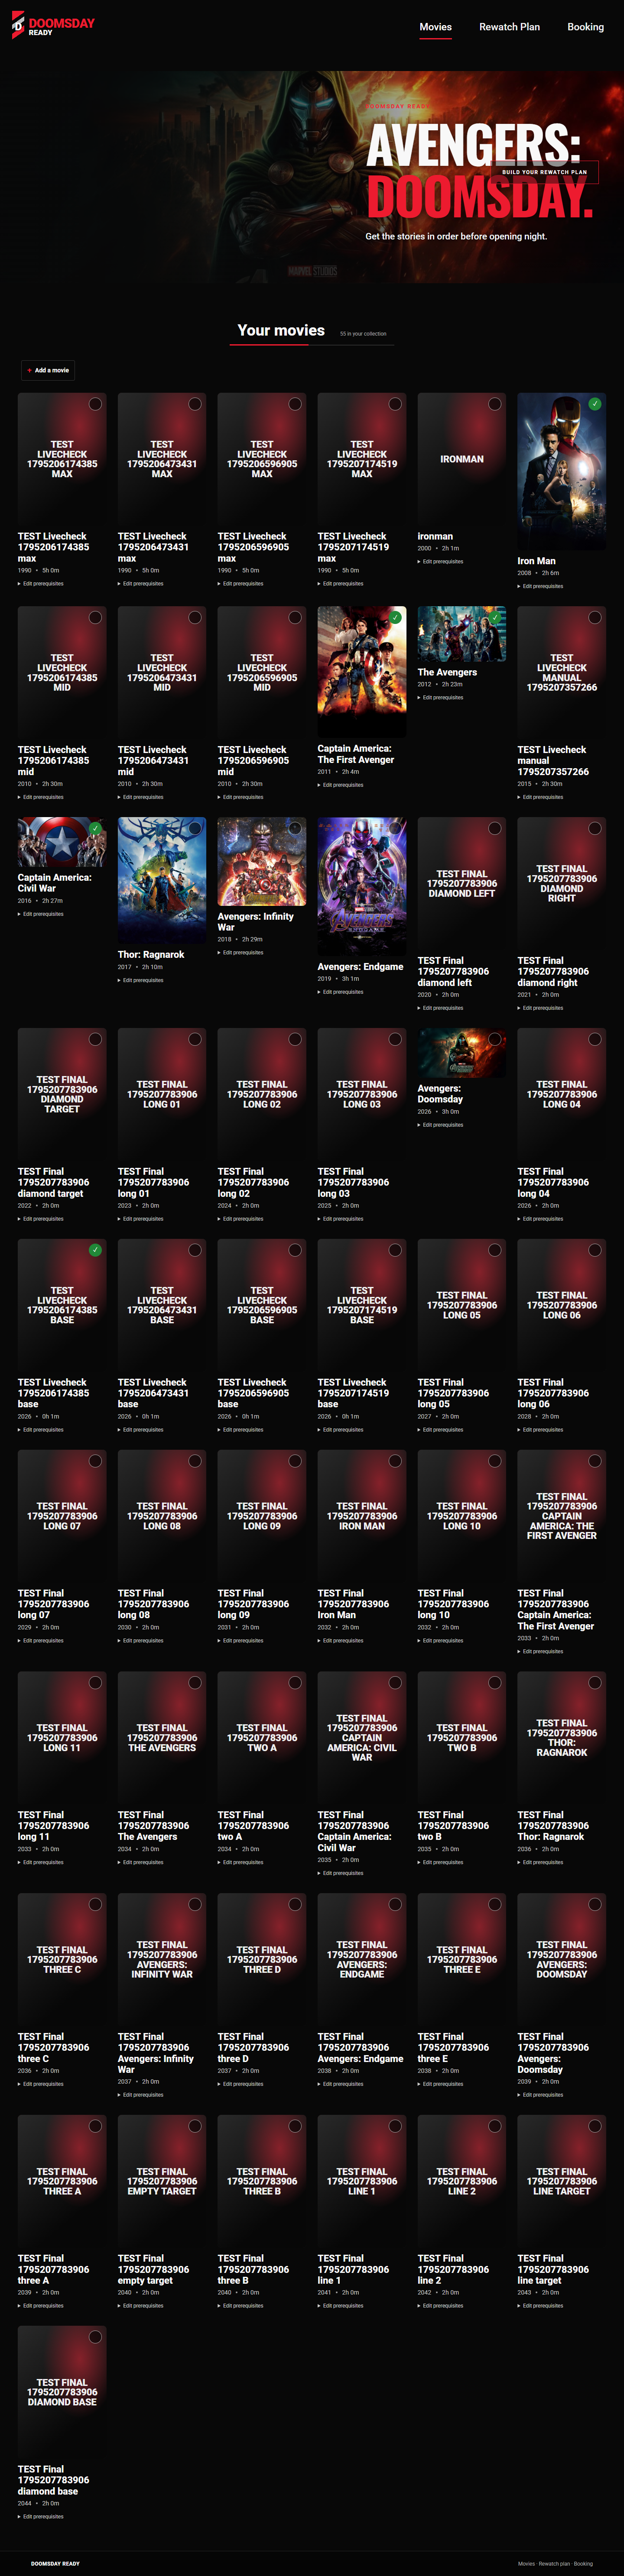 DOOMSDAY
READY
Movies
Rewatch Plan
Booking
DOOMSDAY READY
AVENGERS:
BUILD YOUR REWATCH PLAN
DOOMSDAY.
Get the stories in order before opening night.
MARVEL STUDIOS
Your movies
55 in your collection
+ Add a movie
TEST
LIVECHECK
1795206174385
MAX
TEST Livecheck
1795206174385
max
1990 • 5h 0m
Edit prerequisites
TEST
LIVECHECK
1795206473431
MAX
TEST Livecheck
1795206473431
max
1990 • 5h 0m
Edit prerequisites
TEST
LIVECHECK
1795206596905
MAX
TEST Livecheck
1795206596905
max
1990 • 5h 0m
Edit prerequisites
TEST
LIVECHECK
1795207174519
MAX
TEST Livecheck
1795207174519
max
1990 • 5h 0m
Edit prerequisites
IRONMAN
ironman
2000 • 2h 1m
Edit prerequisites
Iron Man
2008 • 2h 6m
Edit prerequisites
TEST
LIVECHECK
1795206174385
MID
TEST Livecheck
1795206174385
mid
2010 • 2h 30m
Edit prerequisites
TEST
LIVECHECK
1795206473431
MID
TEST Livecheck
1795206473431
mid
2010 • 2h 30m
Edit prerequisites
TEST
LIVECHECK
1795206596905
MID
TEST Livecheck
1795206596905
mid
2010 • 2h 30m
Edit prerequisites
Captain America:
The First Avenger
2011 • 2h 4m
Edit prerequisites
The Avengers
2012 • 2h 23m
Edit prerequisites
TEST
LIVECHECK
MANUAL
1795207357266
TEST Livecheck
manual
1795207357266
2015 • 2h 30m
Edit prerequisites
Captain America:
Civil War
2016 • 2h 27m
Edit prerequisites
Thor: Ragnarok
2017 • 2h 10m
Edit prerequisites
Avengers: Infinity
War
2018 • 2h 29m
Edit prerequisites
AVENGERS
ENDGAME
Avengers: Endgame
2019 • 3h 1m
Edit prerequisites
TEST FINAL
1795207783906
DIAMOND LEFT
TEST Final
1795207783906
diamond left
2020 • 2h 0m
Edit prerequisites
TEST FINAL
1795207783906
DIAMOND
RIGHT
TEST Final
1795207783906
diamond right
2021 • 2h 0m
Edit prerequisites
TEST FINAL
1795207783906
DIAMOND
TARGET
TEST Final
1795207783906
diamond target
2022 • 2h 0m
Edit prerequisites
TEST FINAL
1795207783906
LONG 01
TEST Final
1795207783906
long 01
2023 • 2h 0m
Edit prerequisites
TEST FINAL
1795207783906
LONG 02
TEST Final
1795207783906
long 02
2024 • 2h 0m
Edit prerequisites
TEST FINAL
1795207783906
LONG 03
TEST Final
1795207783906
long 03
2025 • 2h 0m
Edit prerequisites
Avengers:
Doomsday
2026 • 3h 0m
Edit prerequisites
TEST FINAL
1795207783906
LONG 04
TEST Final
1795207783906
long 04
2026 • 2h 0m
Edit prerequisites
TEST
LIVECHECK
1795206174385
BASE
TEST Livecheck
1795206174385
base
2026 • 0h 1m
Edit prerequisites
TEST
LIVECHECK
1795206473431
BASE
TEST Livecheck
1795206473431
base
2026 • 0h 1m
Edit prerequisites
TEST
LIVECHECK
1795206596905
BASE
TEST Livecheck
1795206596905
base
2026 • 0h 1m
Edit prerequisites
TEST
LIVECHECK
1795207174519
BASE
TEST Livecheck
1795207174519
base
2026 • 0h 1m
Edit prerequisites
TEST FINAL
1795207783906
LONG 05
TEST Final
1795207783906
long 05
2027 • 2h 0m
Edit prerequisites
TEST FINAL
1795207783906
LONG 06
TEST Final
1795207783906
long 06
2028 • 2h 0m
Edit prerequisites
TEST FINAL
1795207783906
LONG 07
TEST Final
1795207783906
long 07
2029 • 2h 0m
Edit prerequisites
TEST FINAL
1795207783906
LONG 08
TEST Final
1795207783906
long 08
2030 • 2h 0m
Edit prerequisites
TEST FINAL
1795207783906
LONG 09
TEST Final
1795207783906
long 09
2031 • 2h 0m
Edit prerequisites
TEST FINAL
1795207783906
IRON MAN
TEST Final
1795207783906
Iron Man
2032 • 2h 0m
Edit prerequisites
TEST FINAL
1795207783906
LONG 10
TEST Final
1795207783906
long 10
2032 • 2h 0m
Edit prerequisites
TEST FINAL
1795207783906
CAPTAIN
AMERICA: THE
FIRST AVENGER
TEST Final
1795207783906
Captain America:
The First Avenger
2033 • 2h 0m
Edit prerequisites
TEST FINAL
1795207783906
LONG 11
TEST Final
1795207783906
long 11
2033 • 2h 0m
Edit prerequisites
TEST FINAL
1795207783906
THE AVENGERS
TEST Final
1795207783906
The Avengers
2034 • 2h 0m
Edit prerequisites
TEST FINAL
1795207783906
TWO A
TEST Final
1795207783906
two A
2034 • 2h 0m
Edit prerequisites
TEST FINAL
1795207783906
CAPTAIN
AMERICA: CIVIL
WAR
TEST Final
1795207783906
Captain America:
Civil War
2035 • 2h 0m
Edit prerequisites
TEST FINAL
1795207783906
TWO B
TEST Final
1795207783906
two B
2035 • 2h 0m
Edit prerequisites
TEST FINAL
1795207783906
THOR:
RAGNAROK
TEST Final
1795207783906
Thor: Ragnarok
2036 • 2h 0m
Edit prerequisites
TEST FINAL
1795207783906
THREE C
TEST Final
1795207783906
three C
2036 • 2h 0m
Edit prerequisites
TEST FINAL
1795207783906
AVENGERS:
INFINITY WAR
TEST Final
1795207783906
Avengers: Infinity
War
2037 • 2h 0m
Edit prerequisites
TEST FINAL
1795207783906
THREE D
TEST Final
1795207783906
three D
2037 • 2h 0m
Edit prerequisites
TEST FINAL
1795207783906
AVENGERS:
ENDGAME
TEST Final
1795207783906
Avengers: Endgame
2038 • 2h 0m
Edit prerequisites
TEST FINAL
1795207783906
THREE E
TEST Final
1795207783906
three E
2038 • 2h 0m
Edit prerequisites
TEST FINAL
1795207783906
AVENGERS:
DOOMSDAY
TEST Final
1795207783906
Avengers:
Doomsday
2039 • 2h 0m
Edit prerequisites
TEST FINAL
1795207783906
THREE A
TEST Final
1795207783906
three A
2039 • 2h 0m
Edit prerequisites
TEST FINAL
1795207783906
EMPTY TARGET
TEST Final
1795207783906
empty target
2040 • 2h 0m
Edit prerequisites
TEST FINAL
1795207783906
THREE B
TEST Final
1795207783906
three B
2040 • 2h 0m
Edit prerequisites
TEST FINAL
1795207783906
LINE 1
TEST Final
1795207783906
line 1
2041 • 2h 0m
Edit prerequisites
TEST FINAL
1795207783906
LINE 2
TEST Final
1795207783906
line 2
2042 • 2h 0m
Edit prerequisites
TEST FINAL
1795207783906
LINE TARGET
TEST Final
1795207783906
line target
2043 • 2h 0m
Edit prerequisites
TEST FINAL
1795207783906
DIAMOND BASE
TEST Final
1795207783906
diamond base
2044 • 2h 0m
Edit prerequisites
DOOMSDAY READY
Movies · Rewatch plan · Booking